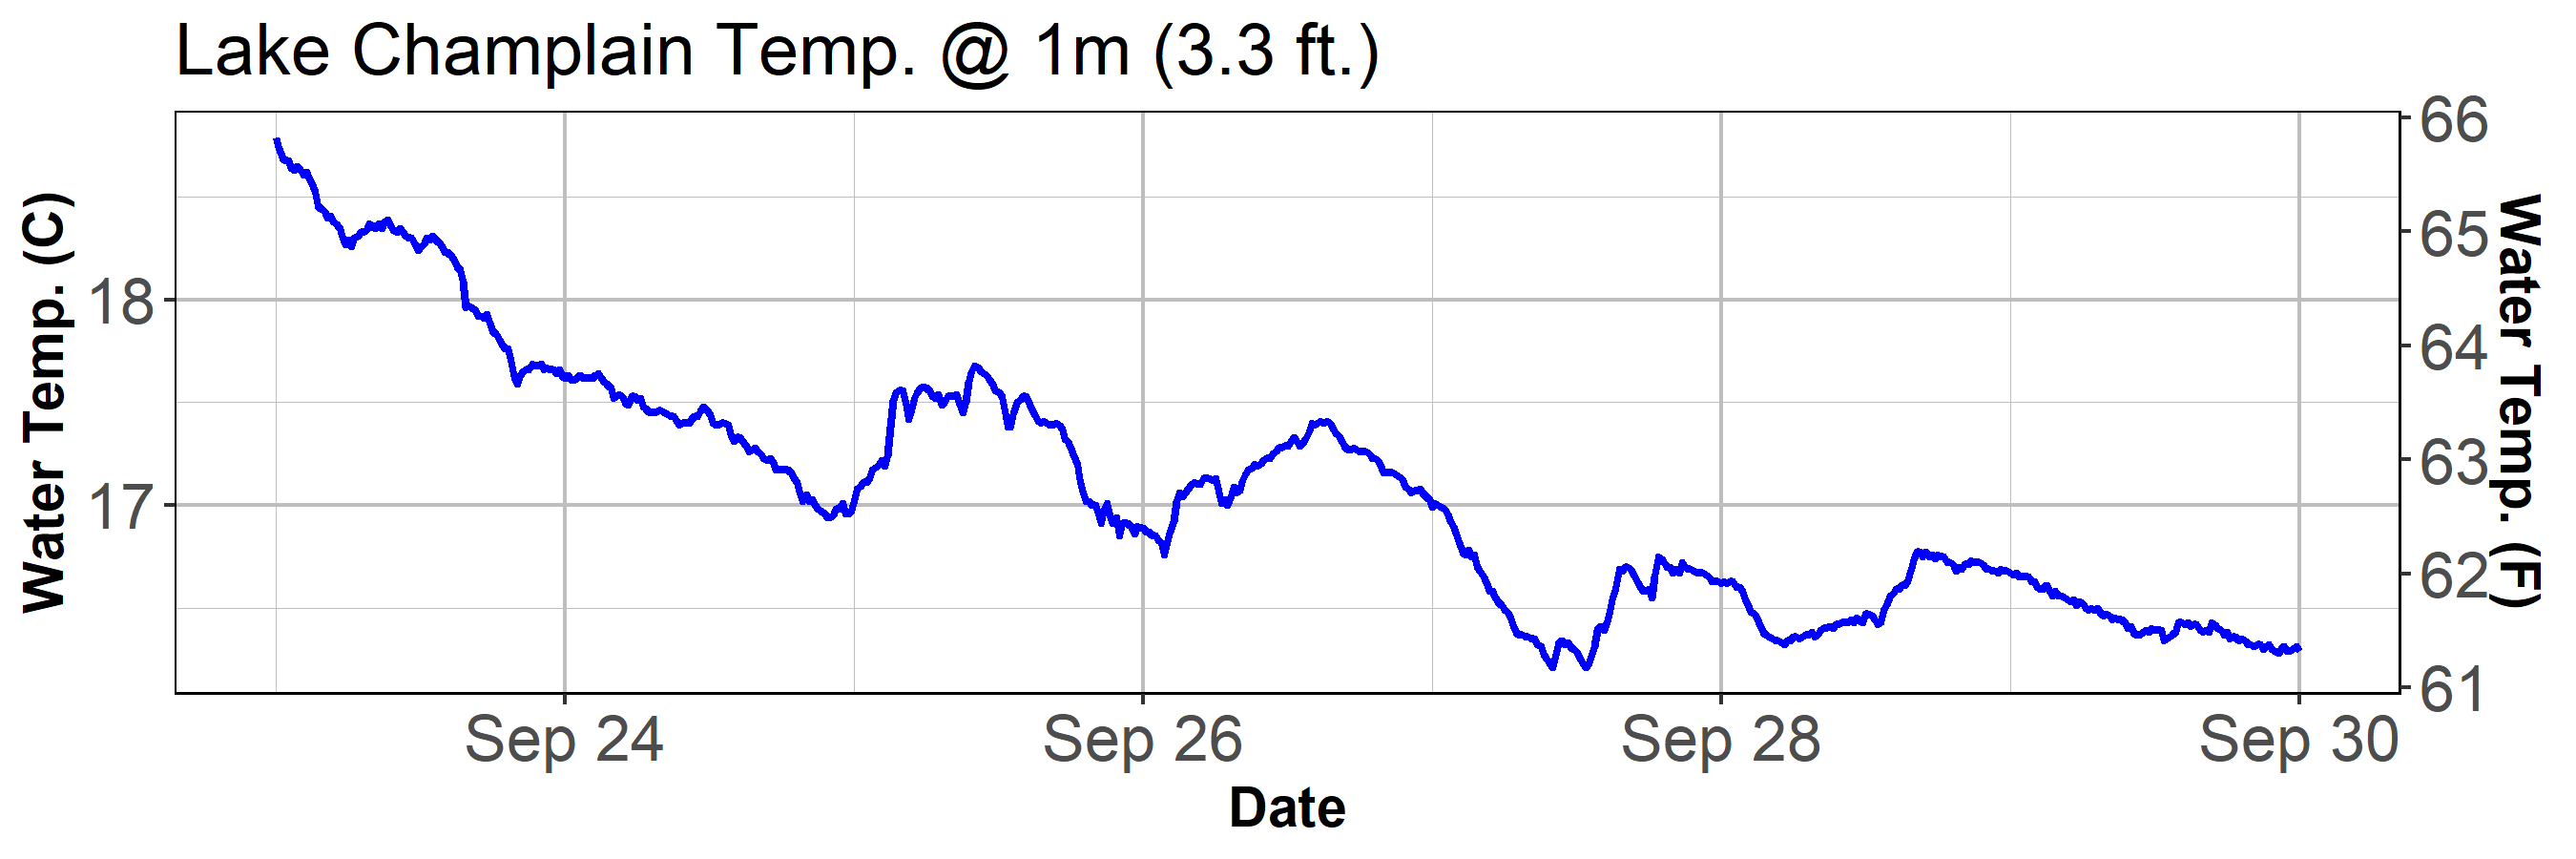 Lake Champlain Temp. @ 1m (3.3 ft.)
Water Temp. (C)
18
17
66
65
64
63
62
61
Water Temp. (F)
Sep 24
Sep 26
Sep 28
Sep 30
Date